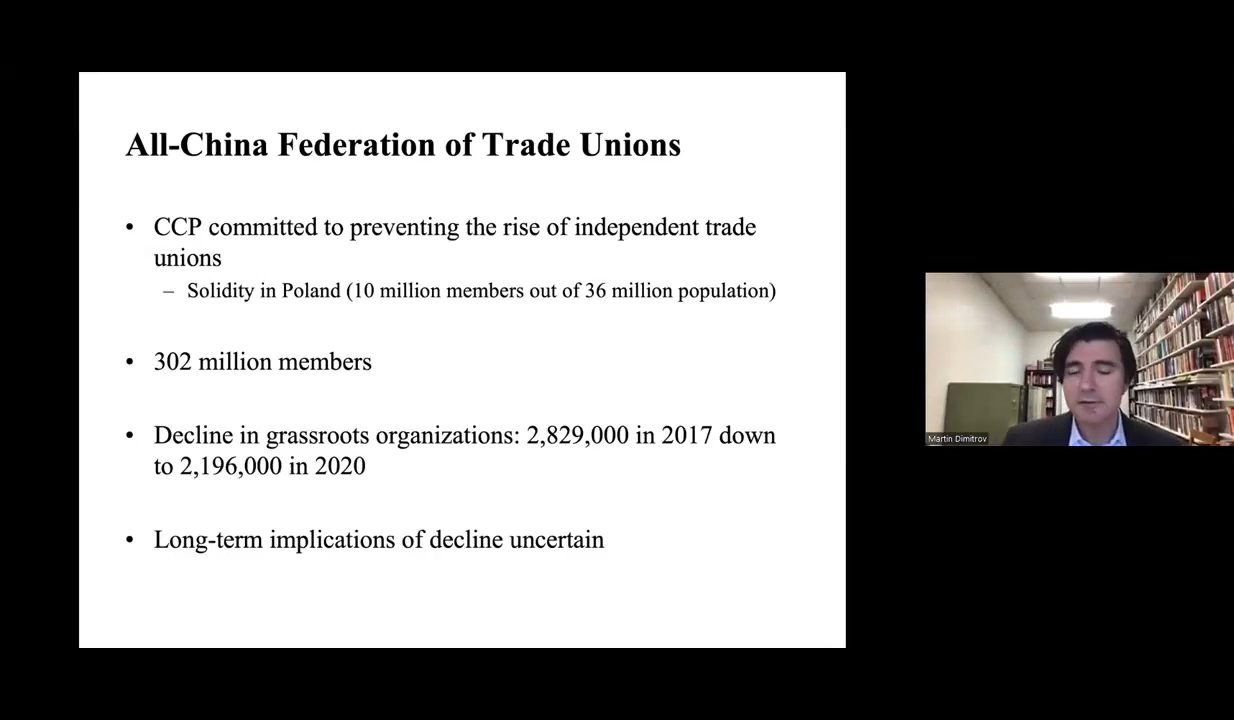 All-China Federation of Trade Unions
• CCP committed to preventing the rise of independent trade
unions
– Solidity in Poland (10 million members out of 36 million population)
• 302 million members
• Decline in grassroots organizations: 2,829,000 in 2017 down
to 2,196,000 in 2020
• Long-term implications of decline uncertain
Martin Dimitrov